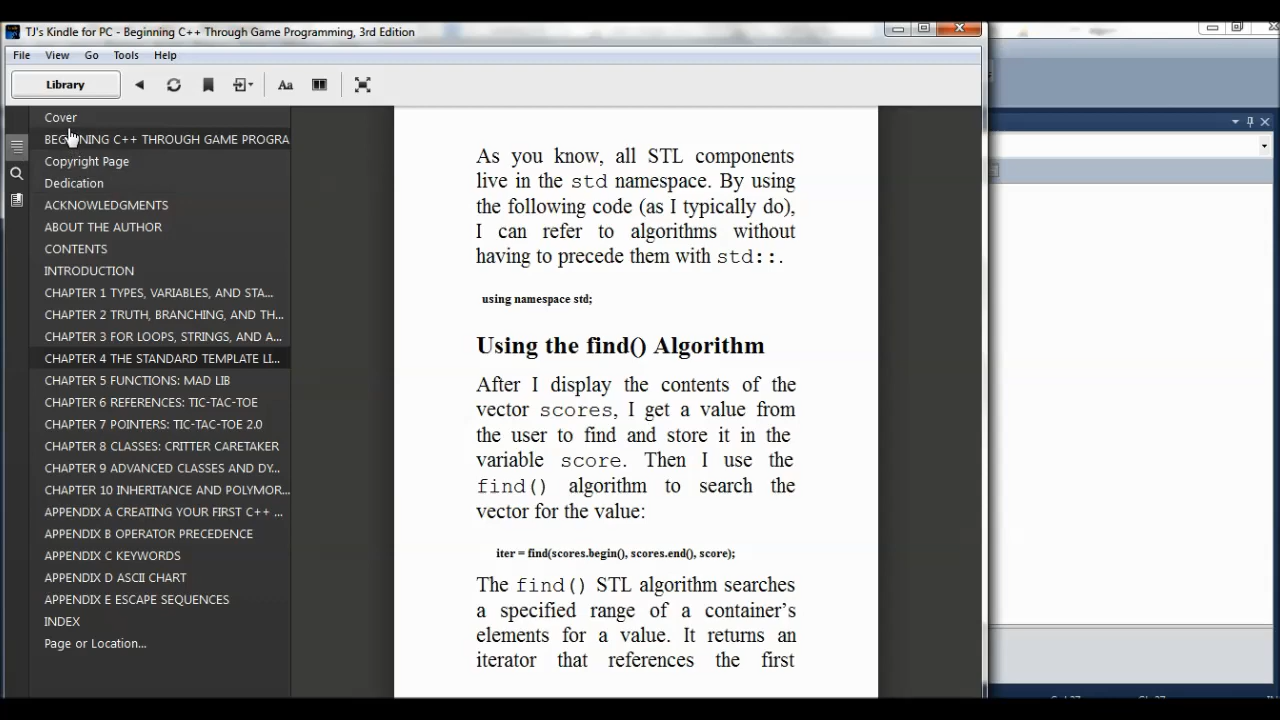 TJ's Kindle for PC - Beginning C++ Through Game Programming, 3rd Edition
File View Go Tools Help
Library
Aa
Cover
BEGINNING C++ THROUGH GAME PROGRA
Copyright Page
Dedication
ACKNOWLEDGMENTS
ABOUT THE AUTHOR
CONTENTS
INTRODUCTION
CHAPTER 1 TYPES, VARIABLES, AND STA...
CHAPTER 2 TRUTH, BRANCHING, AND TH...
CHAPTER 3 FOR LOOPS, STRINGS, AND A...
CHAPTER 4 THE STANDARD TEMPLATE LI...
CHAPTER 5 FUNCTIONS: MAD LIB
CHAPTER 6 REFERENCES: TIC-TAC-TOE
CHAPTER 7 POINTERS: TIC-TAC-TOE 2.0
CHAPTER 8 CLASSES: CRITTER CARETAKER
CHAPTER 9 ADVANCED CLASSES AND DY...
CHAPTER 10 INHERITANCE AND POLYMOR...
APPENDIX A CREATING YOUR FIRST C++ ...
APPENDIX B OPERATOR PRECEDENCE
APPENDIX C KEYWORDS
APPENDIX D ASCII CHART
APPENDIX E ESCAPE SEQUENCES
INDEX
Page or Location...
As you know, all STL components
live in the std namespace. By using
the following code (as I typically do),
I can refer to algorithms without
having to precede them with std::.
using namespace std;
Using the find() Algorithm
After I display the contents of the
vector scores, I get a value from
the user to find and store it in the
variable score. Then I use the
find() algorithm to search the
vector for the value:
iter = find(scores.begin(), scores.end(), score);
The find() STL algorithm searches
a specified range of a container's
elements for a value. It returns an
iterator that references the first